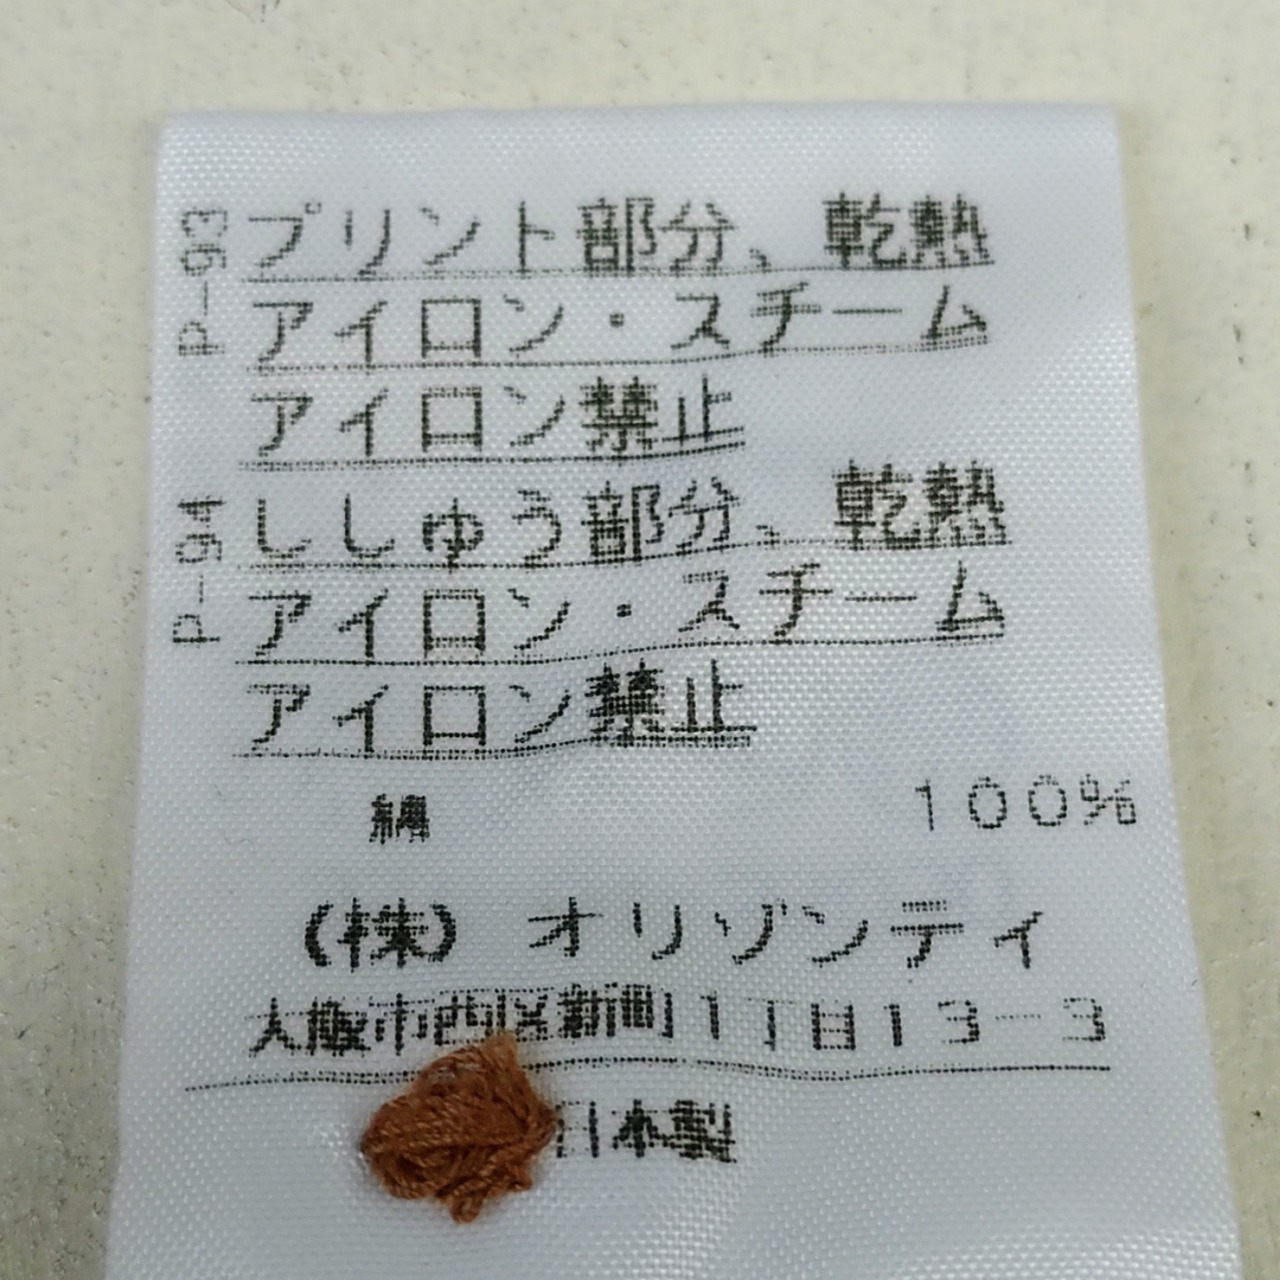 P-93
プリント部分、乾熱
アイロン・スチーム
アイロン禁止
P-94
ししゅう部分、乾熱
アイロン・スチーム
アイロン禁止
綿 100%
(株) オリゾンティ
大阪市西区新町1丁目13-3
日本製